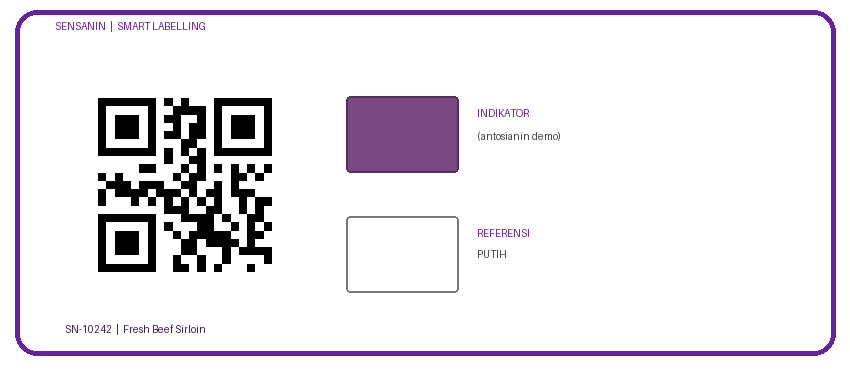 SENSANIN | SMART LABELLING
INDIKATOR
(antosianin demo)
REFERENSI
PUTIH
SN-10242 | Fresh Beef Sirloin